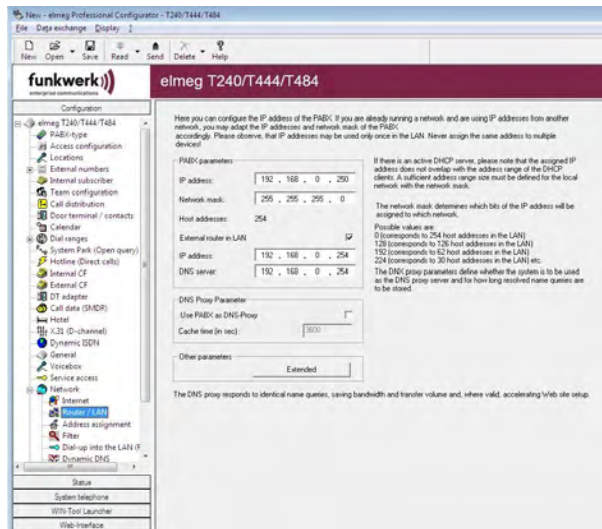 New - elmeg Professional Configurator - T240/T444/T484
File Data exchange Display ?
New Open Save Read Send Delete Help
funkwerk
enterprise communications
elmeg T240/T444/T484
Configuration
elmeg T240/T444/T484
PABX-type
Access configuration
Locations
External numbers
Internal subscriber
Team configuration
Call distribution
Door terminal / contacts
Calendar
Dial ranges
System Park (Open query)
Hotline (Direct calls)
Internal CF
External CF
DT adapter
Call data (SMDR)
Hotel
X.31 (D-channel)
Dynamic ISDN
General
Voicebox
Service access
Network
Internet
Router / LAN
Address assignment
Filter
Dial-up into the LAN (F
Dynamic DNS
Status
System telephone
WIN-Tool Launcher
Web-Interface
Here you can configure the IP address of the PABX. If you are already running a network and are using IP addresses from another
network, you may adapt the IP addresses and network mask of the PABX
accordingly. Please observe, that IP addresses may be used only once in the LAN. Never assign the same address to multiple
devices!
PABX parameters
IP address: 192 . 168 . 0 . 250
Network mask: 255 . 255 . 255 . 0
Host addresses: 254
External router in LAN
IP address: 192 . 168 . 0 . 254
DNS server: 192 . 168 . 0 . 254
DNS Proxy Parameter
Use PABX as DNS-Proxy
Cache time (in sec) 3600
Other parameters
Extended
If there is an active DHCP server, please note that the assigned IP
address does not overlap with the address range of the DHCP
clients. A sufficient address range size must be defined for the local
network with the network mask.
The network mask determines which bits of the IP address will be
assigned to which network.
Possible values are:
0 (corresponds to 254 host addresses in the LAN)
128 (corresponds to 126 host addresses in the LAN)
192 (corresponds to 62 host addresses in the LAN)
224 (corresponds to 30 host addresses in the LAN) etc.
The DNX proxy parameters define whether the system is to be used
as the DNS proxy server and for how long resolved name queries are
to be stored.
The DNS proxy responds to identical name queries, saving bandwidth and transfer volume and, where valid, accelerating Web site setup.